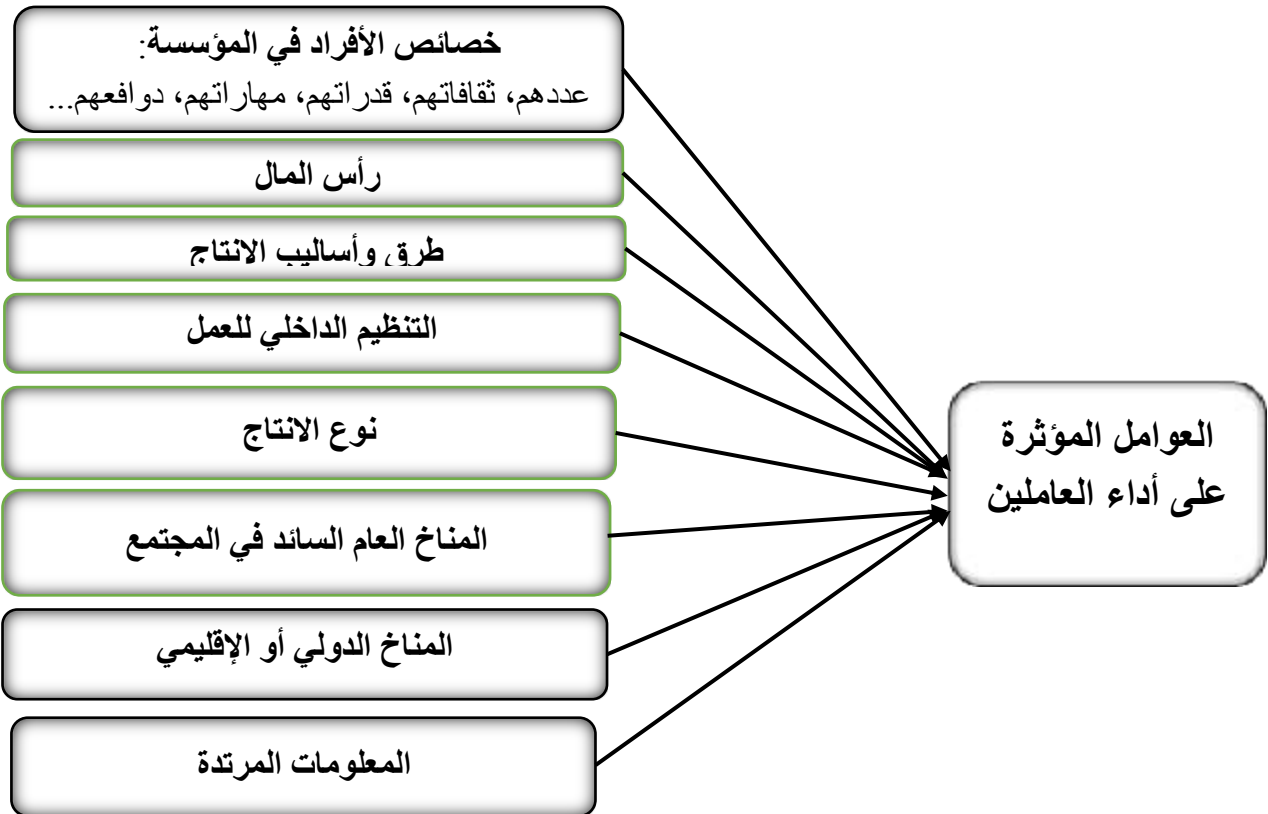 خصائص الأفراد في المؤسسة:
عددهم، ثقافاتهم، قدراتهم، مهاراتهم، دوافعهم...
رأس المال
طرق وأساليب الانتاج
التنظيم الداخلي للعمل
نوع الانتاج
المناخ العام السائد في المجتمع
المناخ الدولي أو الإقليمي
المعلومات المرتدة
العوامل المؤثرة
على أداء العاملين